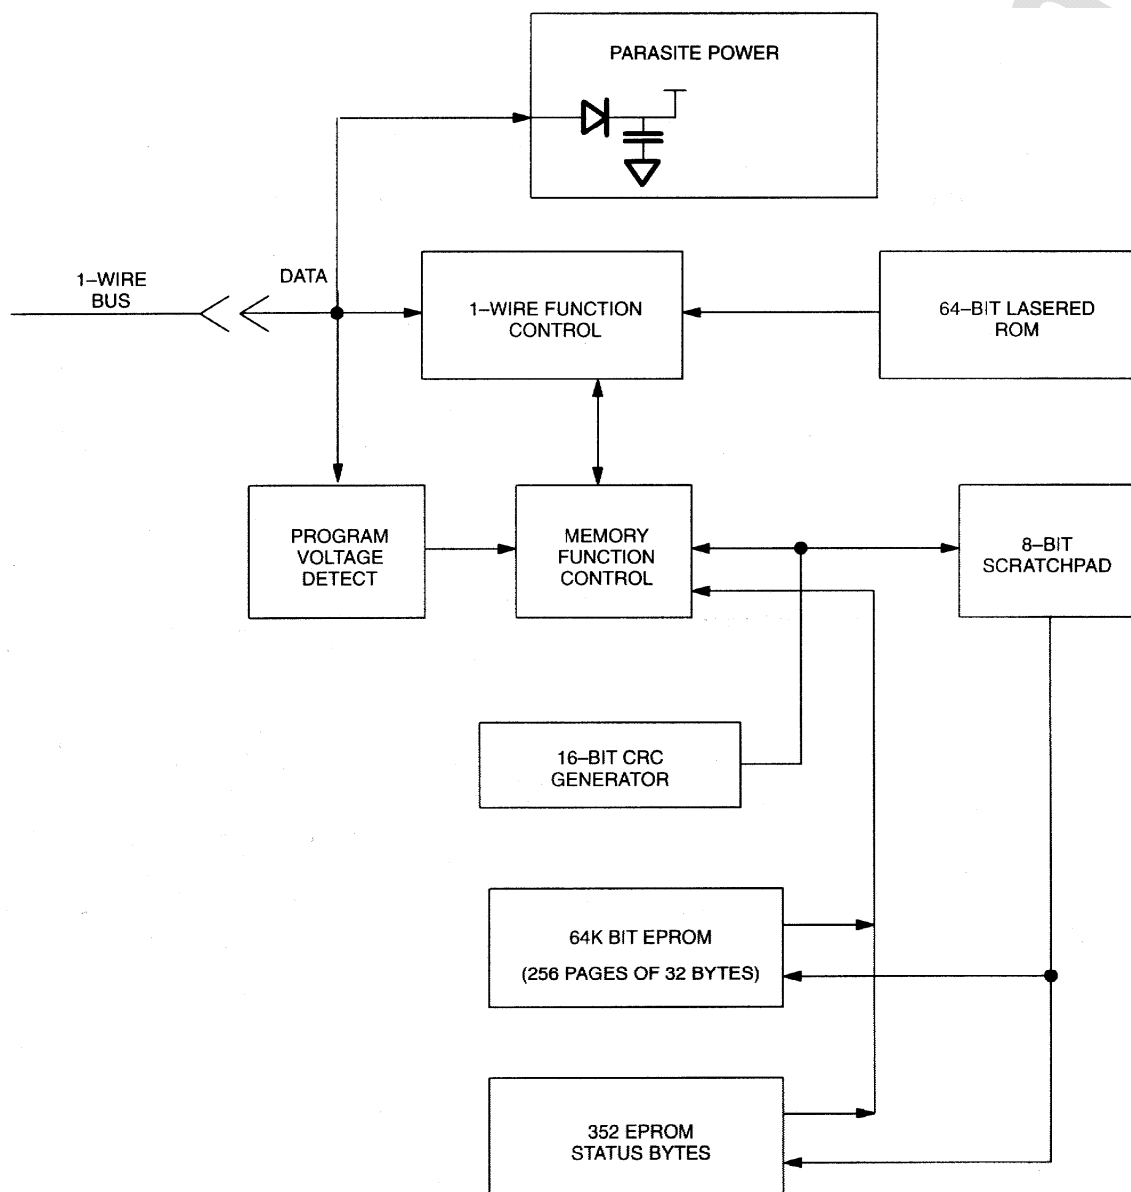 PARASITE POWER
1–WIRE
BUS
DATA
1–WIRE FUNCTION
CONTROL
64–BIT LASERED
ROM
PROGRAM
VOLTAGE
DETECT
MEMORY
FUNCTION
CONTROL
8–BIT
SCRATCHPAD
16–BIT CRC
GENERATOR
64K BIT EPROM
(256 PAGES OF 32 BYTES)
352 EPROM
STATUS BYTES